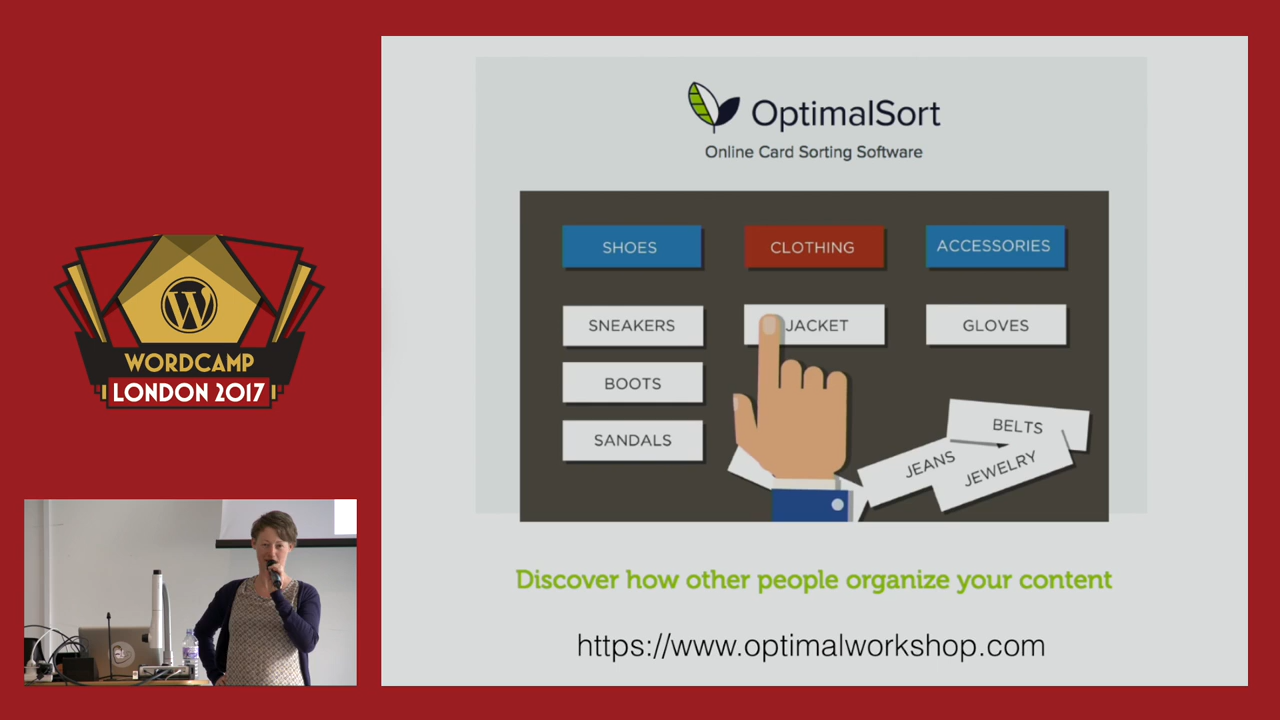 WORDCAMP
LONDON 2017
OptimalSort
Online Card Sorting Software
SHOES
CLOTHING
ACCESSORIES
SNEAKERS
JACKET
GLOVES
BOOTS
SANDALS
BELTS
JEANS
JEWELRY
Discover how other people organize your content
https://www.optimalworkshop.com